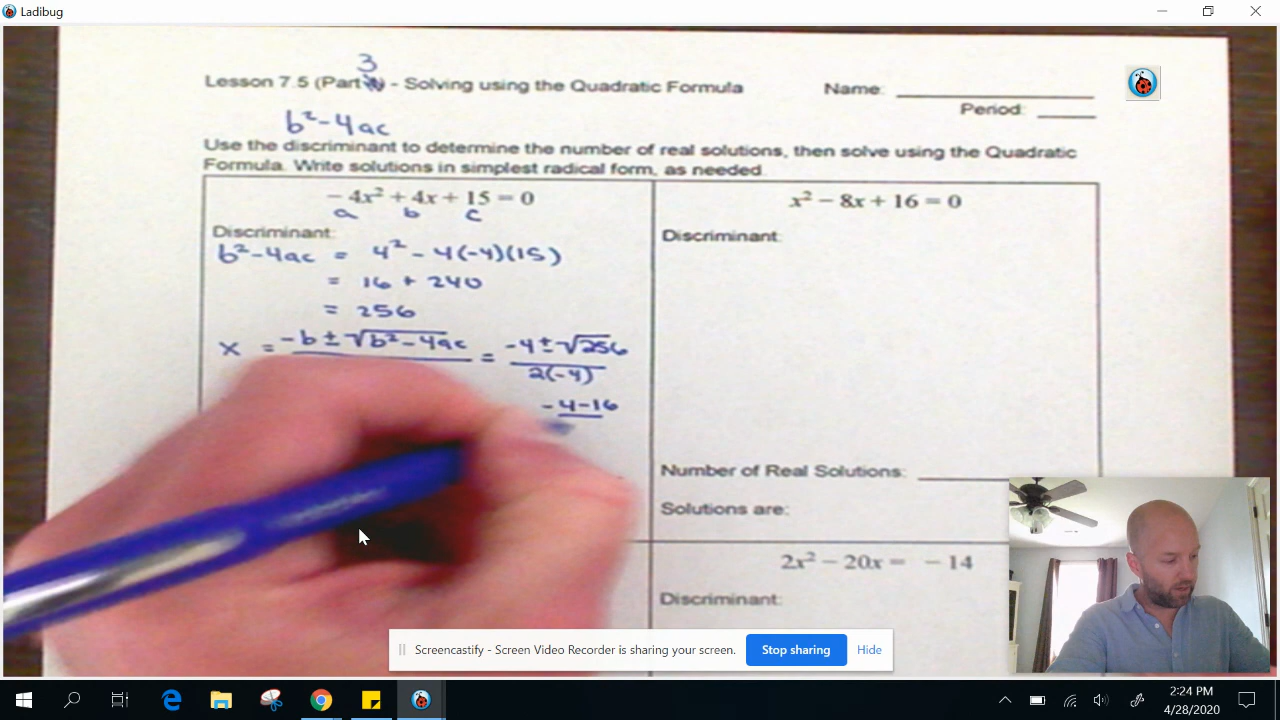 Ladibug
3
Lesson 7.5 (Part - Solving using the Quadratic Formula
Name: ____
Period: ____
b² - 4ac
Use the discriminant to determine the number of real solutions, then solve using the Quadratic
Formula. Write solutions in simplest radical form, as needed.
- 4x² + 4x + 15 = 0
a b c
Discriminant:
b² - 4ac = 4² - 4(-4)(15)
= 16 + 240
= 256
x = -b ± √b² - 4ac = -4 ± √256
2(-4)
-4-16
x² - 8x + 16 = 0
Discriminant:
Number of Real Solutions: ____
Solutions are:
2x² - 20x = - 14
Discriminant:
Screencastify - Screen Video Recorder is sharing your screen.
Stop sharing
Hide
2:24 PM
4/28/2020